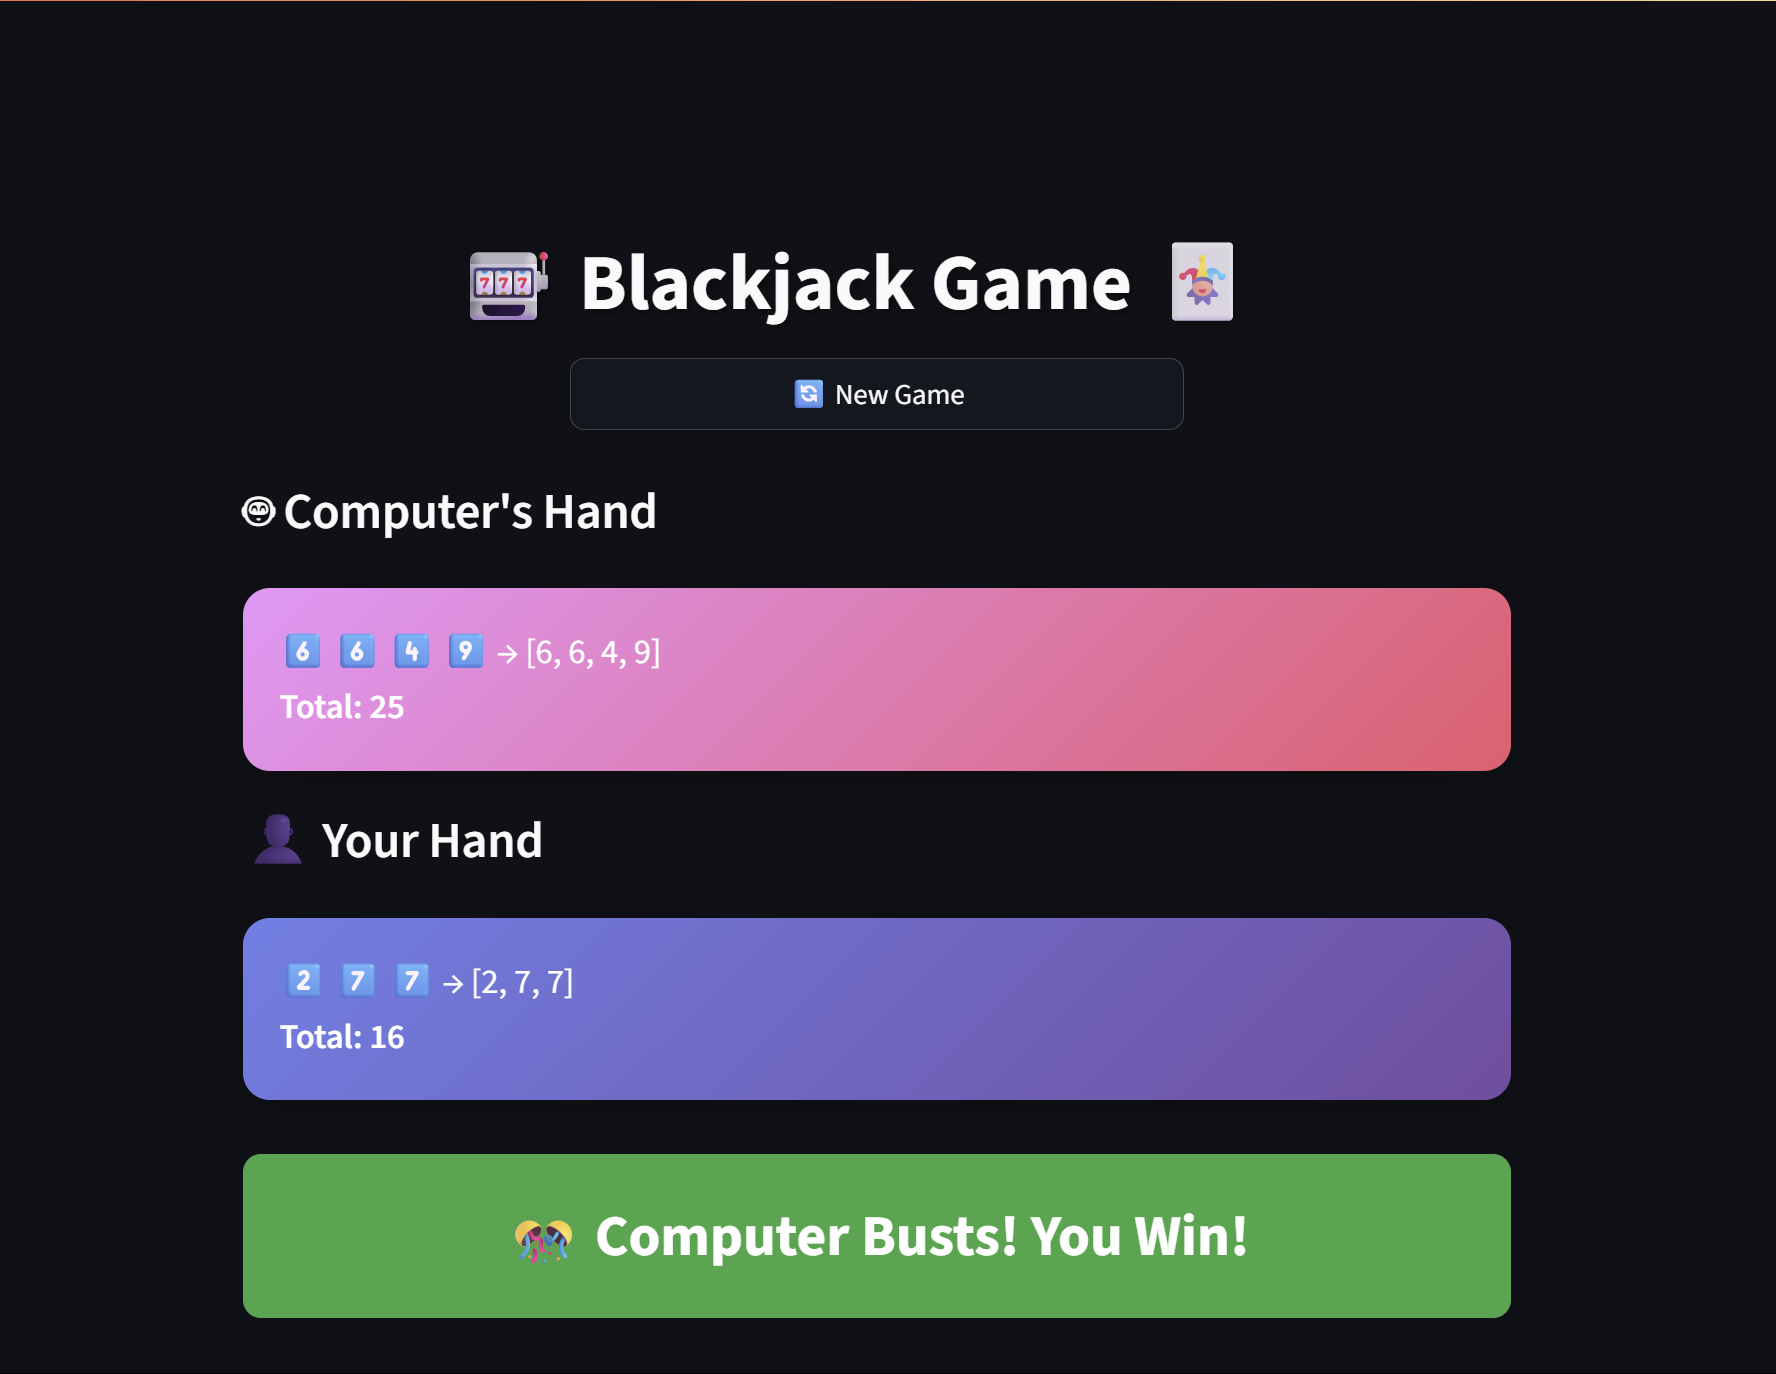 🎰 Blackjack Game 🃏
🔄 New Game
Computer's Hand
6 6 4 9 → [6, 6, 4, 9]
Total: 25
👤 Your Hand
2 7 7 → [2, 7, 7]
Total: 16
🎊 Computer Busts! You Win!